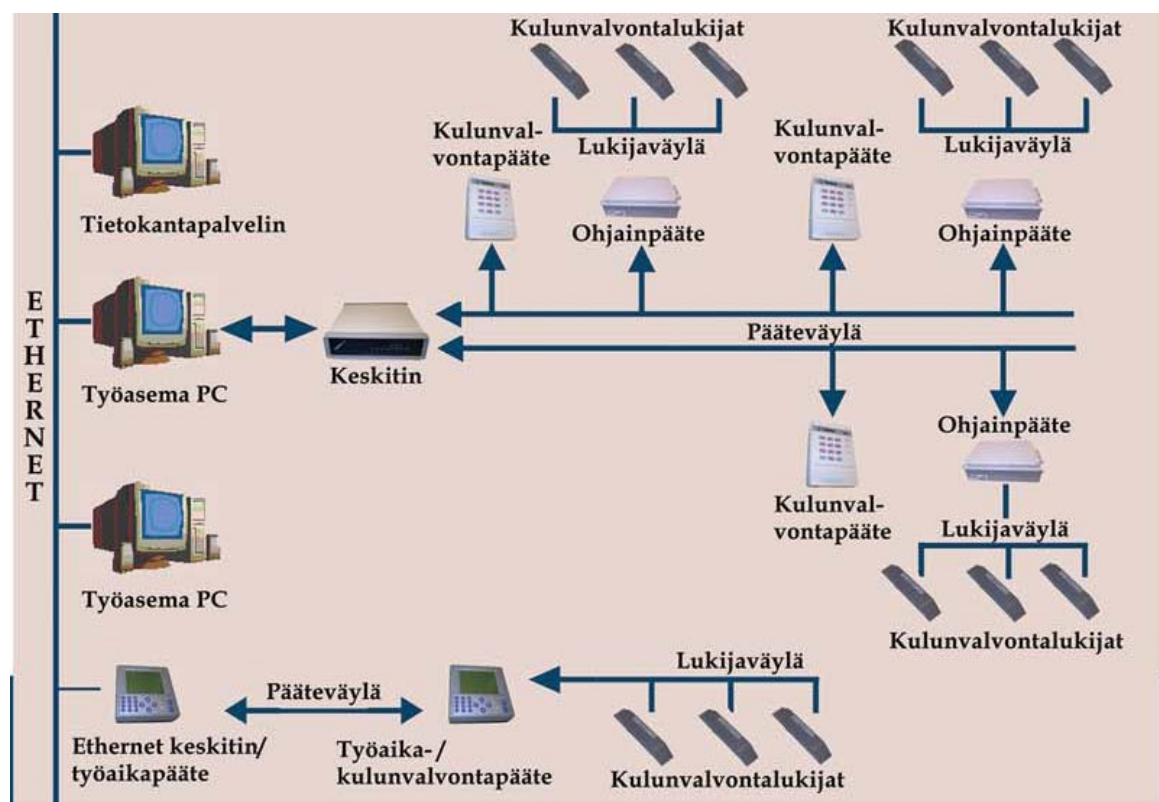 Kulunvalvontalukijat
Kulunvalvontalukijat
Kulunval-
vontapääte
Lukijaväylä
Kulunval-
vontapääte
Lukijaväylä
Tietokantapalvelin
Ohjainpääte
Ohjainpääte
ETHERNET
Pääteväylä
Keskitin
Työasema PC
Ohjainpääte
Kulunval-
vontapääte
Lukijaväylä
Työasema PC
Kulunvalvontalukijat
Lukijaväylä
Pääteväylä
Ethernet keskitin/
työaikapääte
Työaika-/
kulunvalvontapääte
Kulunvalvontalukijat